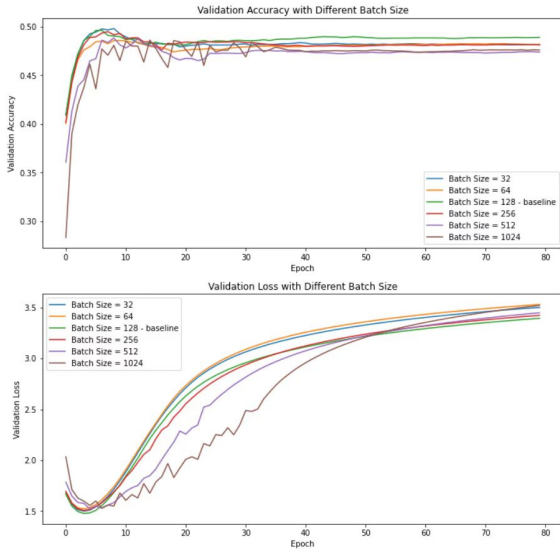 Validation Accuracy with Different Batch Size
0.50
0.45
0.40
0.35
0.30
Validation Accuracy
Batch Size = 32
Batch Size = 64
Batch Size = 128 - baseline
Batch Size = 256
Batch Size = 512
Batch Size = 1024
0 10 20 30 40 50 60 70 80
Epoch
Validation Loss with Different Batch Size
Batch Size = 32
Batch Size = 64
Batch Size = 128 - baseline
Batch Size = 256
Batch Size = 512
Batch Size = 1024
3.5
3.0
2.5
2.0
1.5
Validation Loss
0 10 20 30 40 50 60 70 80
Epoch